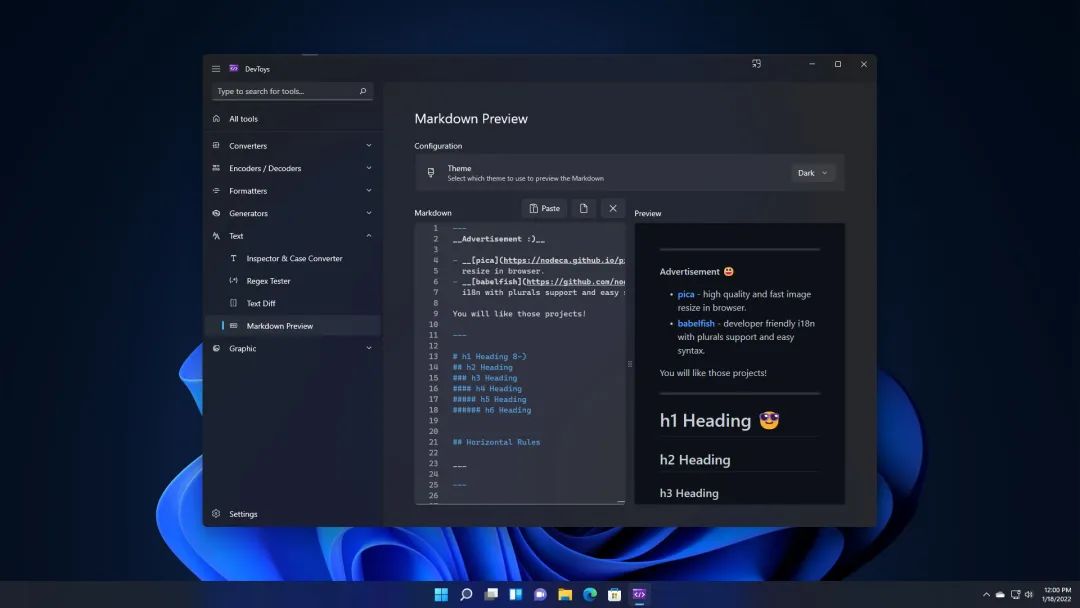 DevToys
Type to search for tools...
All tools
Converters
Encoders / Decoders
Formatters
Generators
Text
Inspector & Case Converter
Regex Tester
Text Diff
Markdown Preview
Graphic
Settings
Markdown Preview
Configuration
Theme
Select which theme to use to preview the Markdown
Dark
Markdown
Paste
1 ---
2 __Advertisement :)__
3
4 - __[pica](https://nodeca.github.io/pi
5 resize in browser.
6 - __[babelfish](https://github.com/nod
7 i18n with plurals support and easy s
8
9 You will like those projects!
10
11 ---
12
13 # h1 Heading 8-)
14 ## h2 Heading
15 ### h3 Heading
16 #### h4 Heading
17 ##### h5 Heading
18 ###### h6 Heading
19
20
21 ## Horizontal Rules
22
23 ___
24
25 ---
26
Preview
Advertisement 😃
• pica - high quality and fast image
resize in browser.
• babelfish - developer friendly i18n
with plurals support and easy
syntax.
You will like those projects!
h1 Heading 😎
h2 Heading
h3 Heading
12:00 PM
1/18/2022